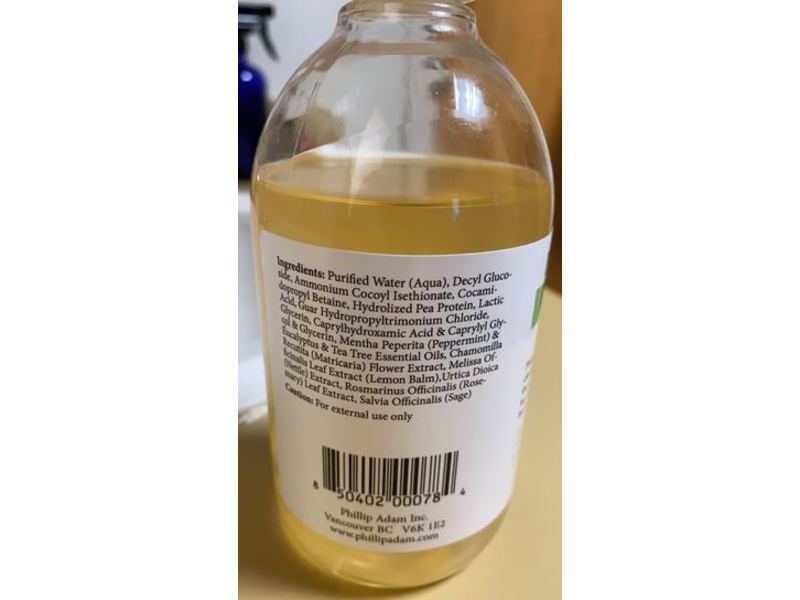 Ingredients: Purified Water (Aqua), Decyl Gluco-
side, Ammonium Cocoyl Isethionate, Cocami-
dopropyl Betaine, Hydrolized Pea Protein, Lactic
Acid, Guar Hydropropyltrimonium Chloride,
Glycerin, Caprylhydroxamic Acid & Caprylyl Gly-
col & Glycerin, Mentha Peperita (Peppermint) &
Eucalyptus & Tea Tree Essential Oils, Chamomilla
Recutita (Matricaria) Flower Extract, Melissa Of-
ficinalis Leaf Extract (Lemon Balm),Urtica Dioica
(Nettle) Extract, Rosmarinus Officinalis (Rose-
mary) Leaf Extract, Salvia Officinalis (Sage)
Caution: For external use only
8 50402 00078 4
Phillip Adam Inc.
Vancouver BC V6K 1E2
www.phillipadam.com